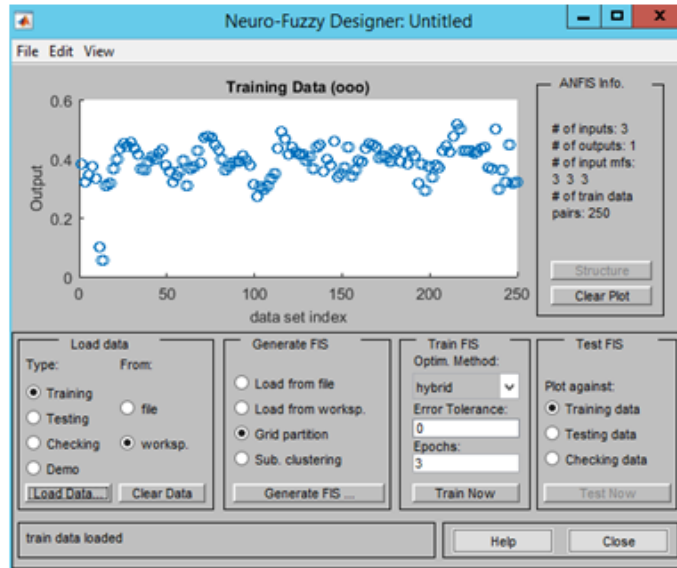 Neuro-Fuzzy Designer: Untitled
File Edit View
Training Data (ooo)
0.6
0.4
0.2
0
Output
0 50 100 150 200 250
data set index
ANFIS Info.
# of inputs: 3
# of outputs: 1
# of input mfs:
3 3 3
# of train data
pairs: 250
Structure
Clear Plot
Load data
Type: From:
Training
Testing
Checking
Demo
file
worksp.
Load Data... Clear Data
Generate FIS
Load from file
Load from worksp.
Grid partition
Sub. clustering
Generate FIS ...
Train FIS
Optim. Method:
hybrid
Error Tolerance:
0
Epochs:
3
Train Now
Test FIS
Plot against:
Training data
Testing data
Checking data
Test Now
train data loaded
Help Close